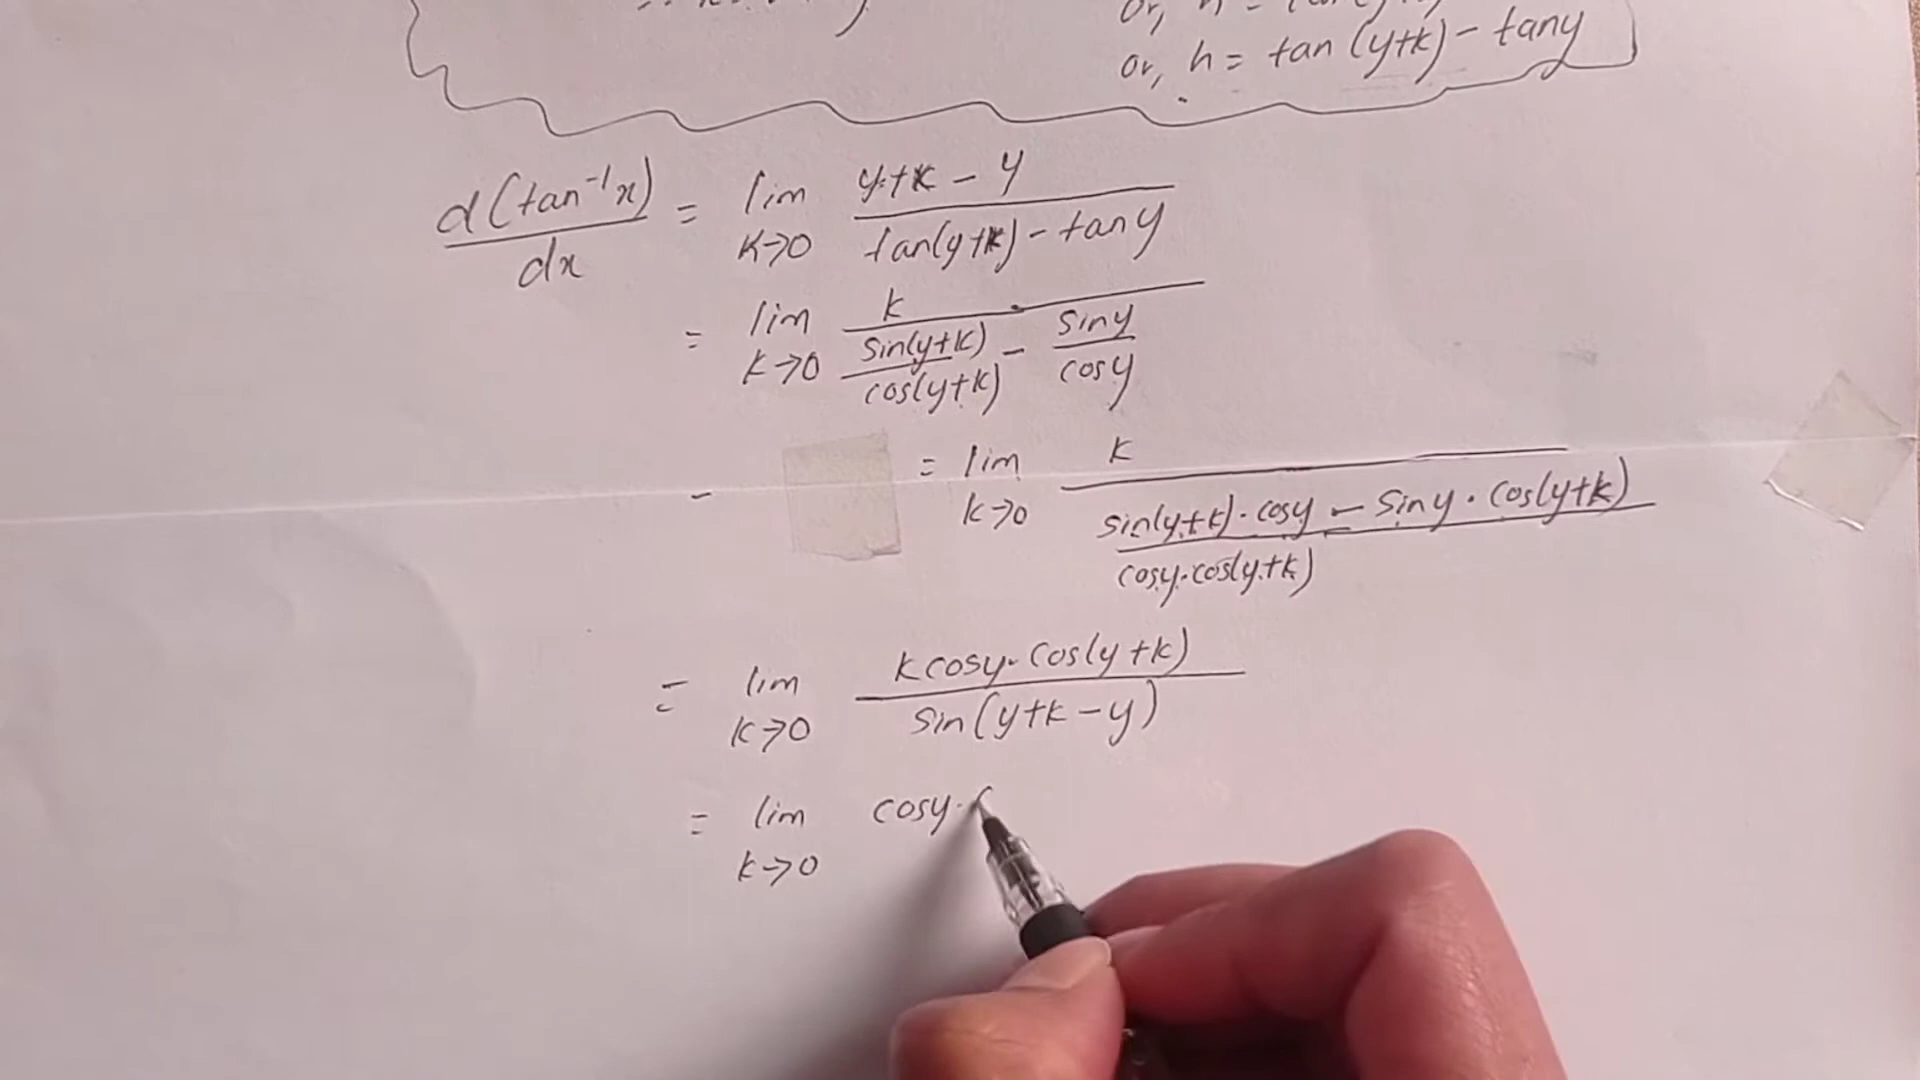 or, h = tan (y+k) - tany
d(tan⁻¹x)/dx = lim k→0 (y+k - y)/(tan(y+k) - tan y)
= lim k→0 k/(sin(y+k)/cos(y+k) - siny/cosy)
= lim k→0 k/((sin(y+k)·cosy - siny·cos(y+k))/(cosy·cos(y+k)))
= lim k→0 (k cosy·cos(y+k))/(sin(y+k-y))
= lim k→0 cosy·